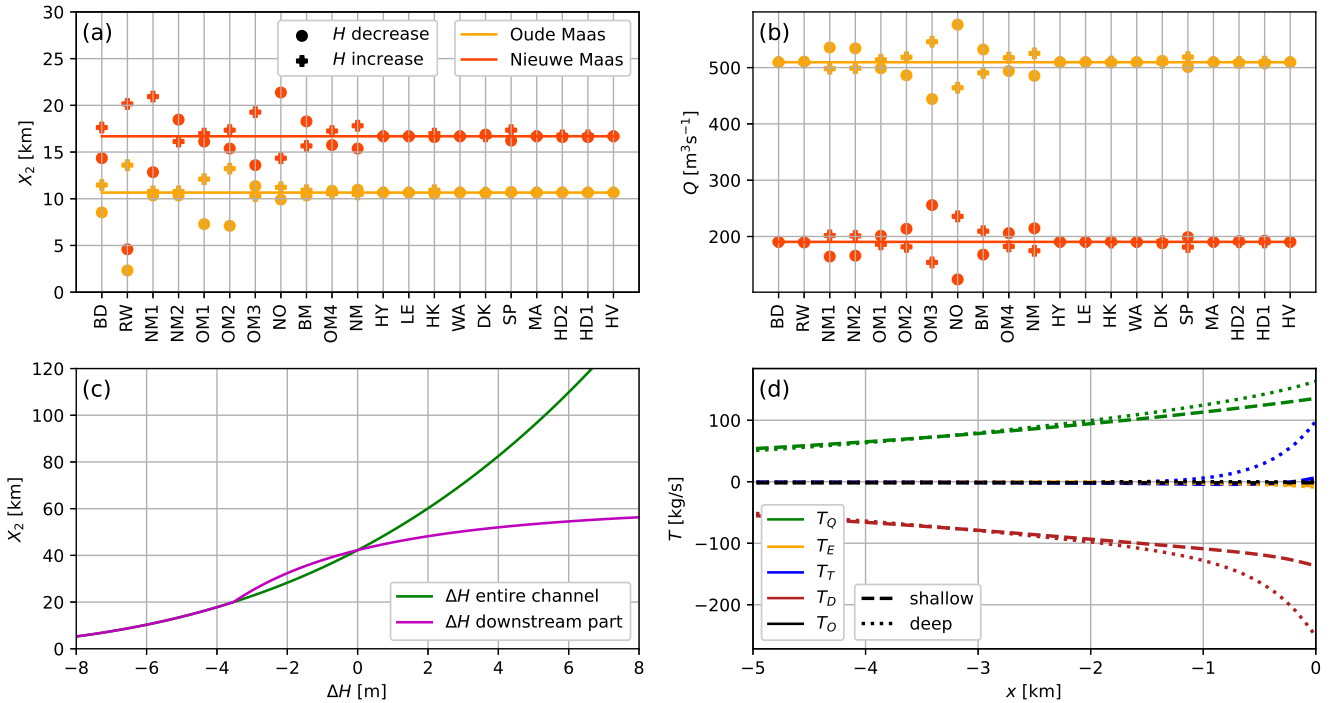 (a)
H decrease
H increase
Oude Maas
Nieuwe Maas
X₂ [km]
30
25
20
15
10
5
0
BD RW NM1 NM2 OM1 OM2 OM3 NO BM OM4 NM HY LE HK WA DK SP MA HD2 HD1 HV
(b)
Q [m³s⁻¹]
500
400
300
200
BD RW NM1 NM2 OM1 OM2 OM3 NO BM OM4 NM HY LE HK WA DK SP MA HD2 HD1 HV
(c)
X₂ [km]
120
100
80
60
40
20
0
ΔH entire channel
ΔH downstream part
−8 −6 −4 −2 0 2 4 6 8
ΔH [m]
(d)
T [kg/s]
100
0
−100
−200
T_Q
T_E
T_T
T_D
T_O
shallow
deep
−5 −4 −3 −2 −1 0
x [km]